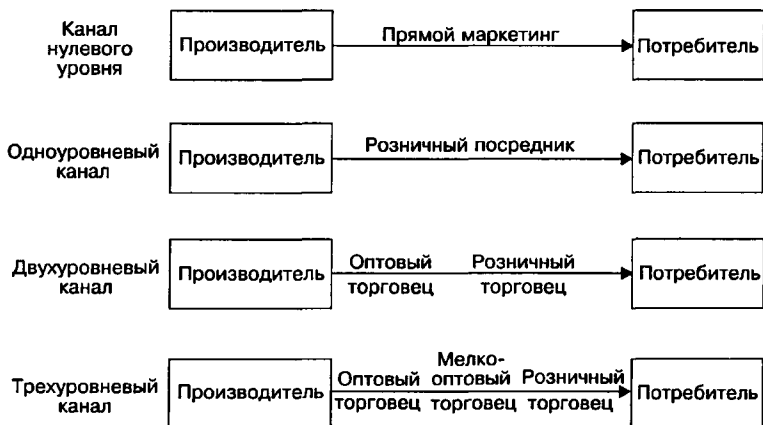 Канал
нулевого
уровня
Производитель
Прямой маркетинг
Потребитель
Одноуровневый
канал
Производитель
Розничный посредник
Потребитель
Двухуровневый
канал
Производитель
Оптовый
торговец
Розничный
торговец
Потребитель
Трехуровневый
канал
Производитель
Оптовый
торговец
Мелко-
оптовый
торговец
Розничный
торговец
Потребитель